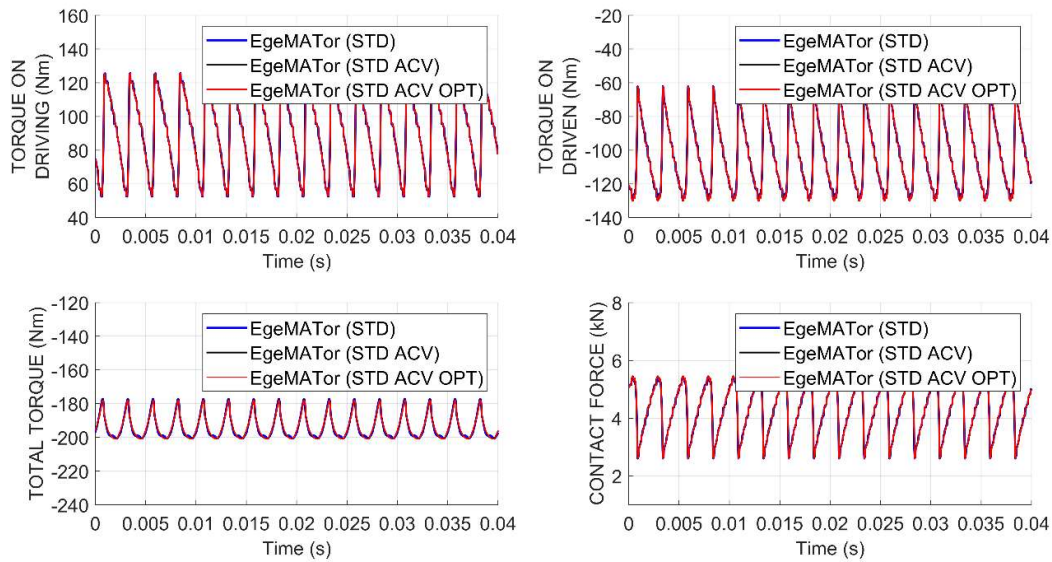 TORQUE ON
DRIVING (Nm)
160
140
120
100
80
60
40
EgeMATor (STD)
EgeMATor (STD ACV)
EgeMATor (STD ACV OPT)
0 0.005 0.01 0.015 0.02 0.025 0.03 0.035 0.04
Time (s)
TORQUE ON
DRIVEN (Nm)
-20
-40
-60
-80
-100
-120
-140
EgeMATor (STD)
EgeMATor (STD ACV)
EgeMATor (STD ACV OPT)
0 0.005 0.01 0.015 0.02 0.025 0.03 0.035 0.04
Time (s)
TOTAL TORQUE (Nm)
-120
-140
-160
-180
-200
-220
-240
EgeMATor (STD)
EgeMATor (STD ACV)
EgeMATor (STD ACV OPT)
0 0.005 0.01 0.015 0.02 0.025 0.03 0.035 0.04
Time (s)
CONTACT FORCE (kN)
8
6
4
2
EgeMATor (STD)
EgeMATor (STD ACV)
EgeMATor (STD ACV OPT)
0 0.005 0.01 0.015 0.02 0.025 0.03 0.035 0.04
Time (s)